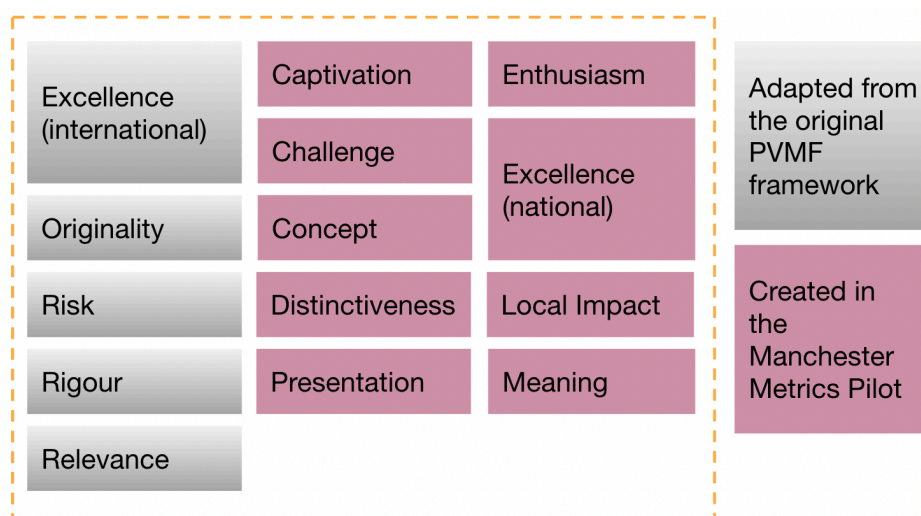 Excellence
(international)
Originality
Risk
Rigour
Relevance
Captivation
Challenge
Concept
Distinctiveness
Presentation
Enthusiasm
Excellence
(national)
Local Impact
Meaning
Adapted from
the original
PVMF
framework
Created in
the
Manchester
Metrics Pilot